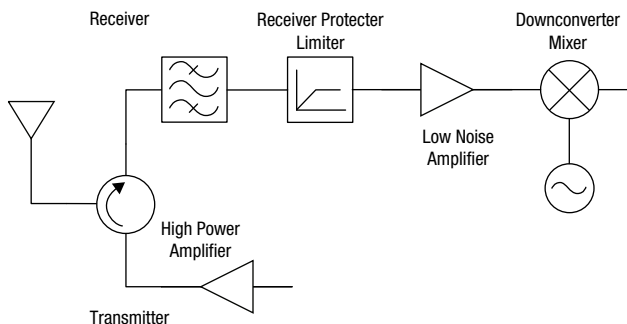 Receiver
Receiver Protecter
Limiter
Downconverter
Mixer
Low Noise
Amplifier
High Power
Amplifier
Transmitter